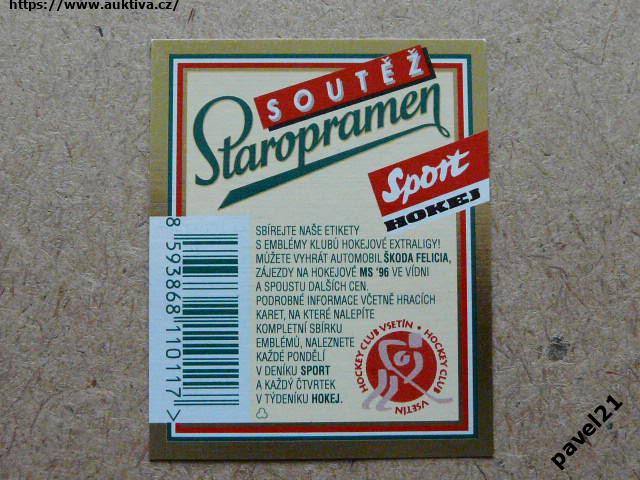 https://www.auktiva.cz/
SOUTĚŽ
Staropramen
Sport
HOKEJ
8 593868 110117 >
SBÍREJTE NAŠE ETIKETY
S EMBLÉMY KLUBŮ HOKEJOVÉ EXTRALIGY!
MŮŽETE VYHRÁT AUTOMOBIL ŠKODA FELICIA,
ZÁJEZDY NA HOKEJOVÉ MS '96 VE VÍDNI
A SPOUSTU DALŠÍCH CEN.
PODROBNÉ INFORMACE VČETNĚ HRACÍCH
KARET, NA KTERÉ NALEPÍTE
KOMPLETNÍ SBÍRKU
EMBLÉMŮ, NALEZNETE
KAŽDÉ PONDĚLÍ
V DENÍKU SPORT
A KAŽDÝ ČTVRTEK
V TÝDENÍKU HOKEJ.
HOCKEY CLUB VSETÍN • HOCKEY CLUB VSETÍN
pavel21